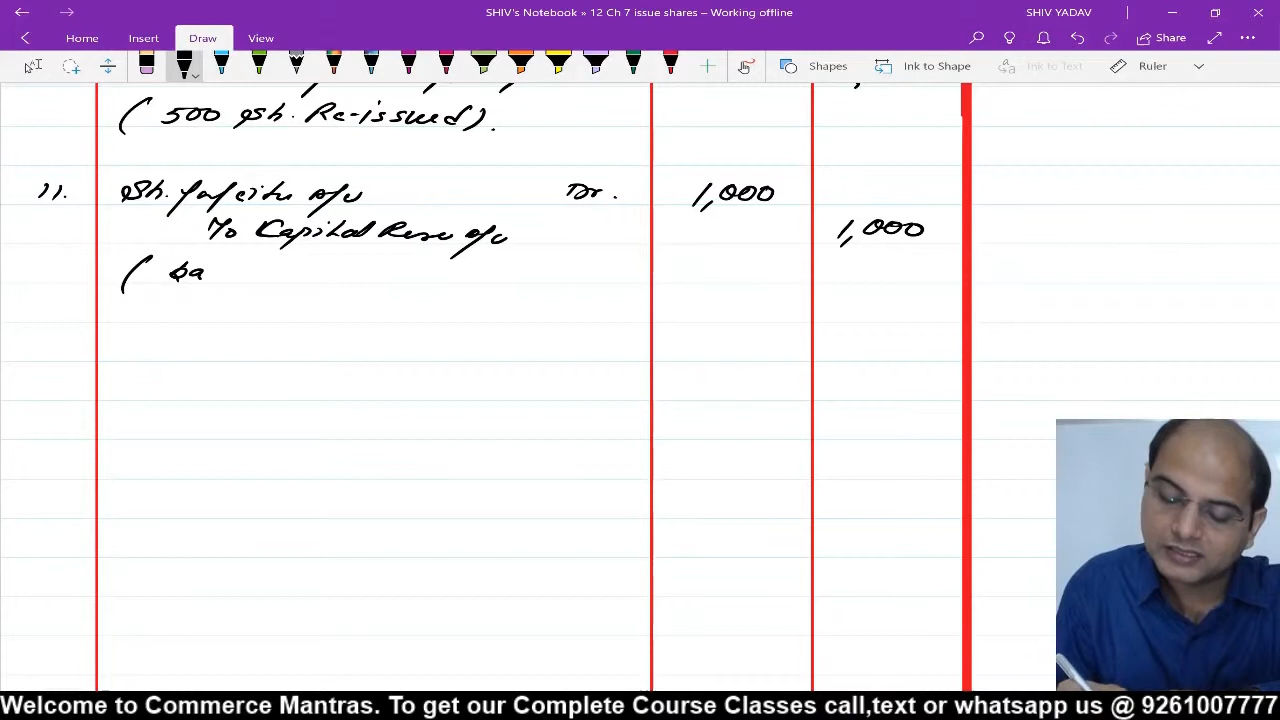 SHIV's Notebook » 12 Ch 7 issue shares – Working offline
SHIV YADAV
Home Insert Draw View
Share
Shapes Ink to Shape Ink to Text Ruler
( 500 sh. Re-issued).
11. Sh. forfeiture a/c Dr. 1,000
To Capital Reserve a/c 1,000
( ba
Welcome to Commerce Mantras. To get our Complete Course Classes call,text or whatsapp us @ 9261007777